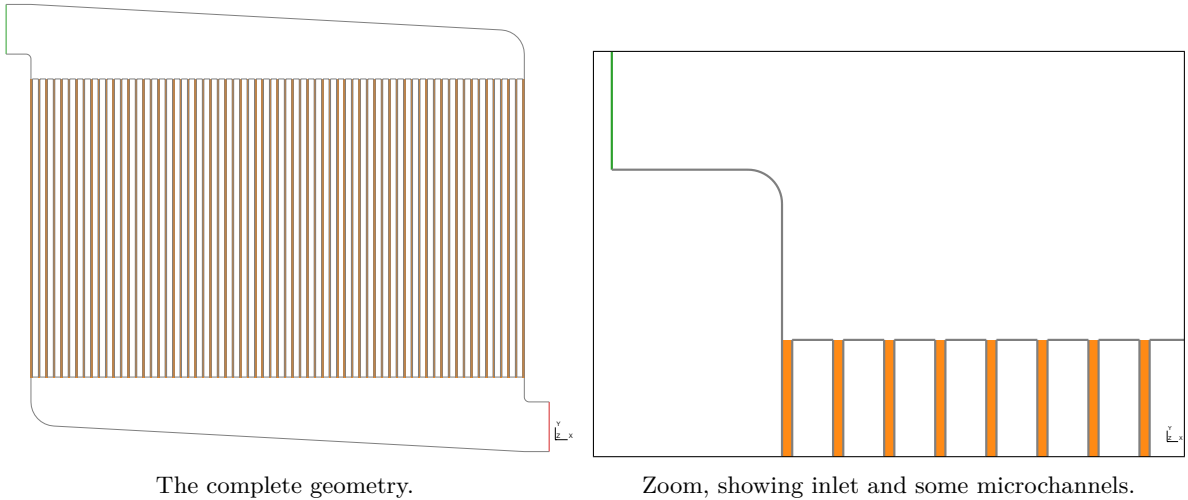 Y
Z X
Y
Z X
The complete geometry.
Zoom, showing inlet and some microchannels.